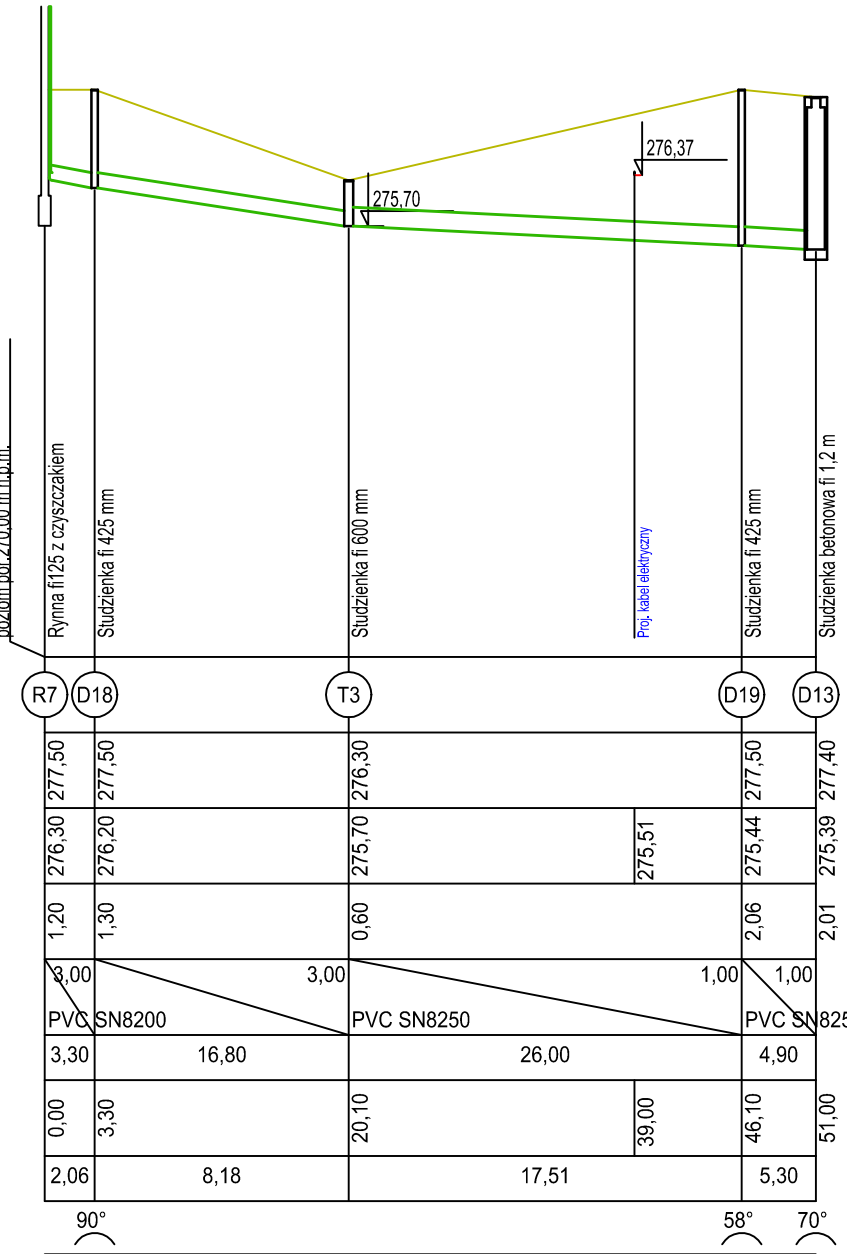 276,37
275,70
poziom por.270,00 m n.p.m.
Rynna fi125 z czyszczakiem
Studzienka fi 425 mm
Studzienka fi 600 mm
Proj. kabel elektryczny
Studzienka fi 425 mm
Studzienka betonowa fi 1,2 m
R7 D18 T3 D19 D13
277,50 277,50 276,30 277,50 277,40
276,30 276,20 275,70 275,51 275,44 275,39
1,20 1,30 0,60 2,06 2,01
3,00 3,00 1,00 1,00
PVC SN8200 PVC SN8250 PVC SN825
3,30 16,80 26,00 4,90
0,00 3,30 20,10 39,00 46,10 51,00
2,06 8,18 17,51 5,30
90° 58° 70°